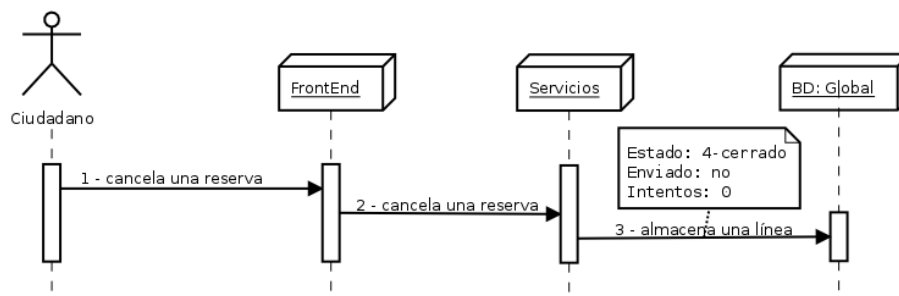 Ciudadano
FrontEnd
Servicios
BD: Global
Estado: 4-cerrado
Enviado: no
Intentos: 0
1 - cancela una reserva
2 - cancela una reserva
3 - almacena una línea